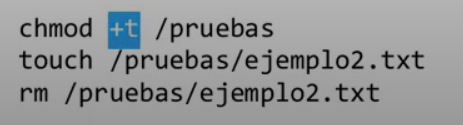 chmod +t /pruebas
touch /pruebas/ejemplo2.txt
rm /pruebas/ejemplo2.txt